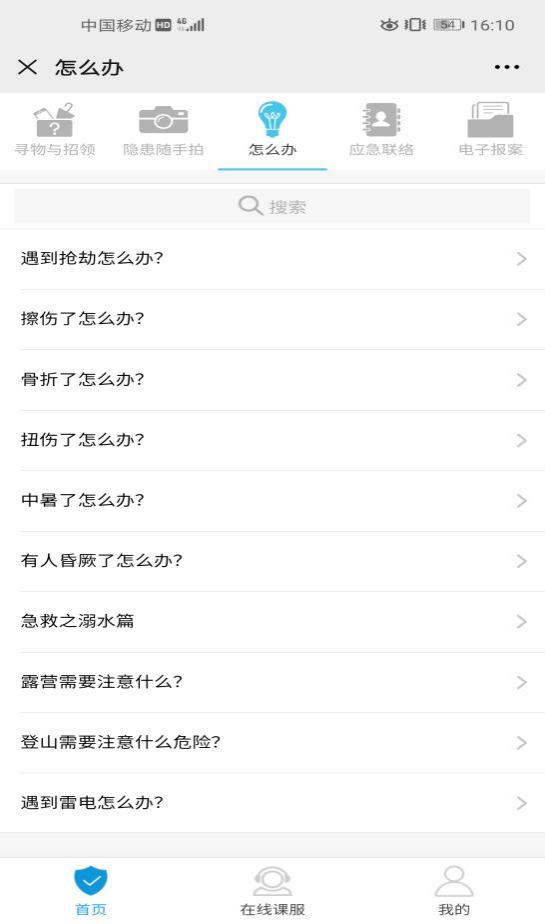 中国移动 HD 4G 54 16:10
怎么办
寻物与招领 隐患随手拍 怎么办 应急联络 电子报案
搜索
遇到抢劫怎么办?
擦伤了怎么办?
骨折了怎么办?
扭伤了怎么办?
中暑了怎么办?
有人昏厥了怎么办?
急救之溺水篇
露营需要注意什么?
登山需要注意什么危险?
遇到雷电怎么办?
首页 在线课服 我的